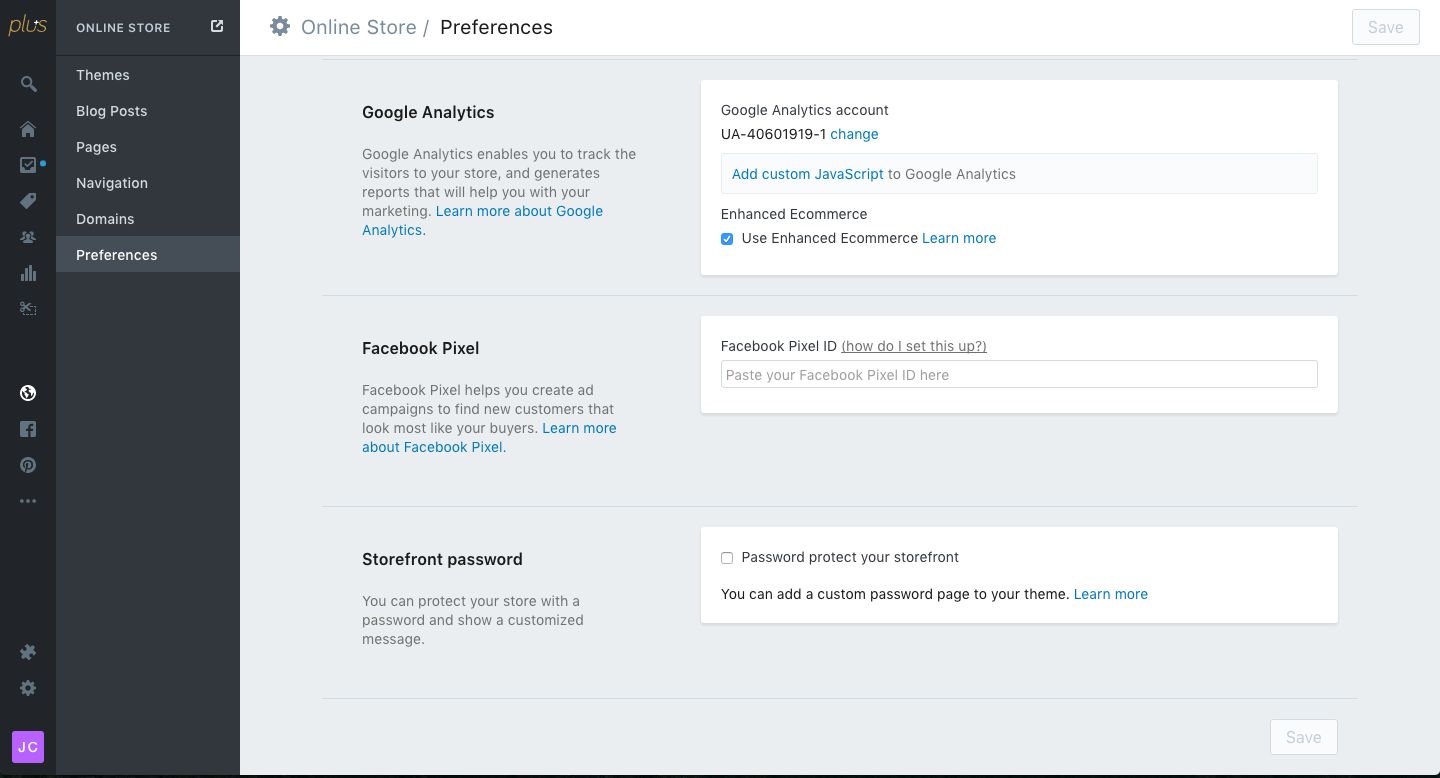 plus
ONLINE STORE
Themes
Blog Posts
Pages
Navigation
Domains
Preferences
JC
Online Store / Preferences
Save
Google Analytics
Google Analytics enables you to track the
visitors to your store, and generates
reports that will help you with your
marketing. Learn more about Google
Analytics.
Google Analytics account
UA-40601919-1 change
Add custom JavaScript to Google Analytics
Enhanced Ecommerce
Use Enhanced Ecommerce Learn more
Facebook Pixel
Facebook Pixel helps you create ad
campaigns to find new customers that
look most like your buyers. Learn more
about Facebook Pixel.
Facebook Pixel ID (how do I set this up?)
Paste your Facebook Pixel ID here
Storefront password
You can protect your store with a
password and show a customized
message.
Password protect your storefront
You can add a custom password page to your theme. Learn more
Save